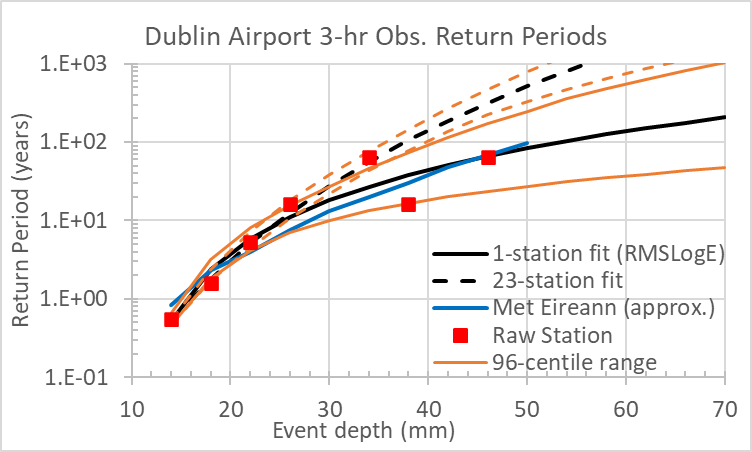 Dublin Airport 3-hr Obs. Return Periods
1.E+03
1.E+02
1.E+01
1.E+00
1.E-01
Return Period (years)
1-station fit (RMSLogE)
23-station fit
Met Eireann (approx.)
Raw Station
96-centile range
10 20 30 40 50 60 70
Event depth (mm)